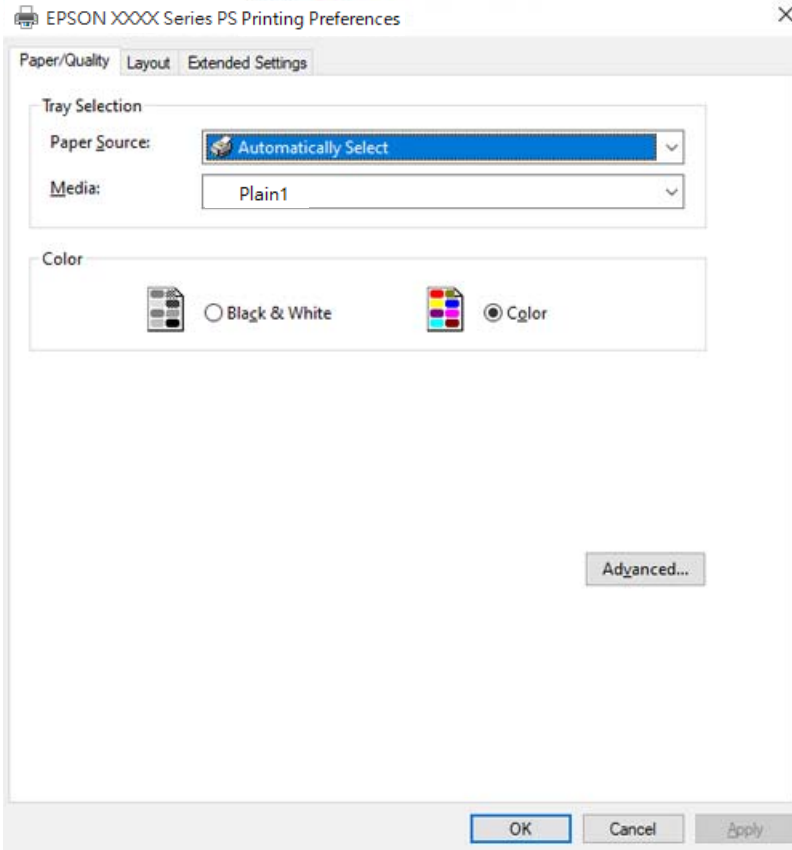 EPSON XXXX Series PS Printing Preferences
Paper/Quality Layout Extended Settings
Tray Selection
Paper Source: Automatically Select
Media: Plain1
Color
Black & White Color
Advanced...
OK Cancel Apply